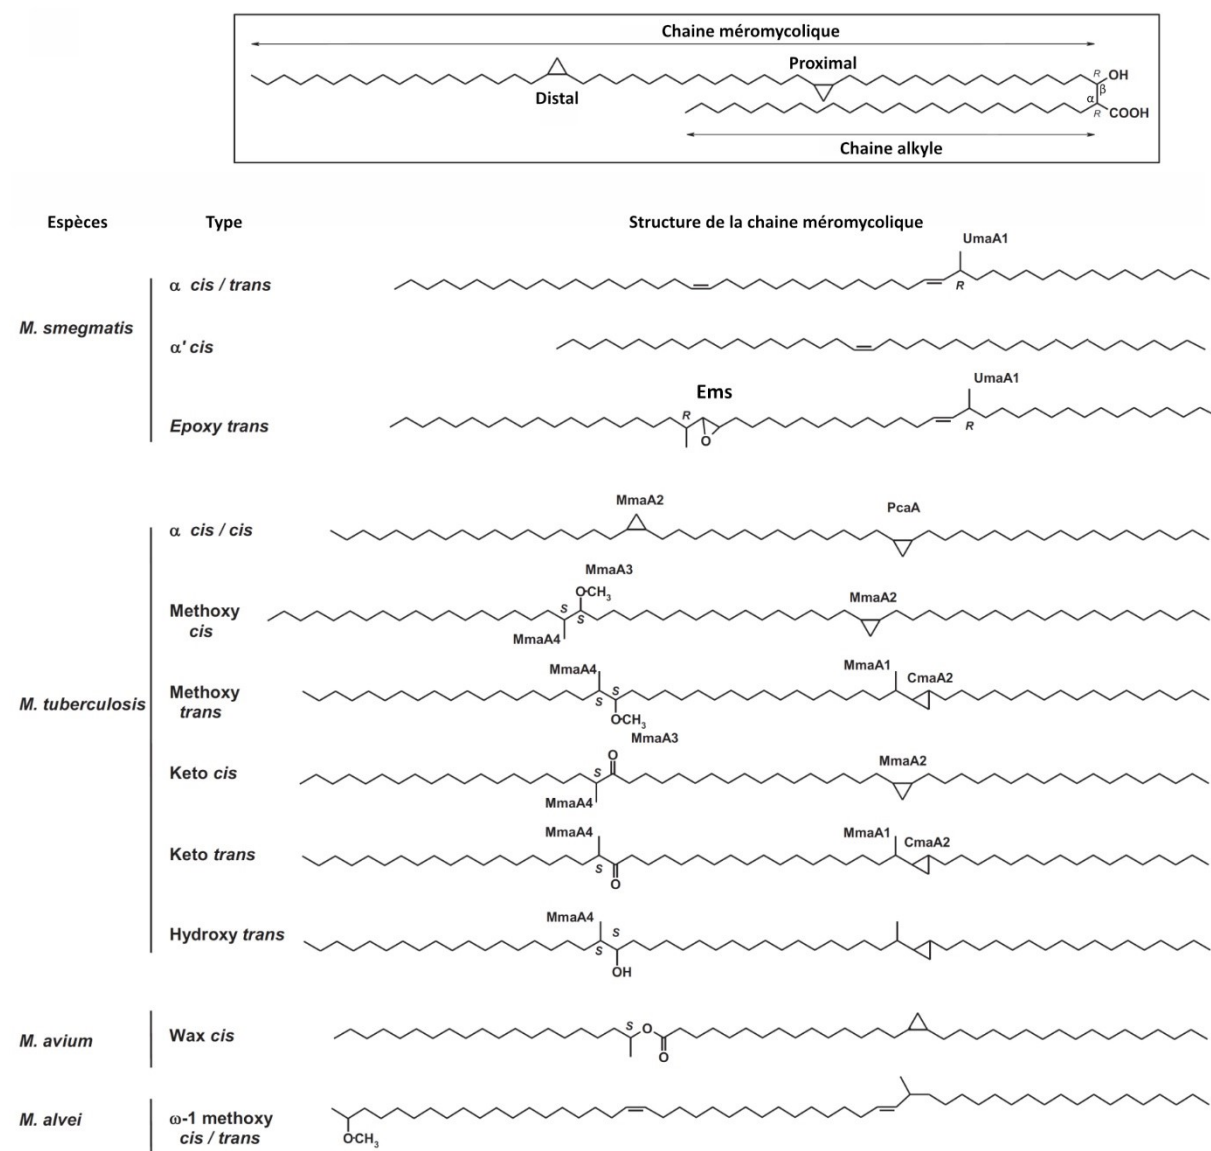 Chaine méromycolique
Proximal
Distal
R OH
β
α
R COOH
Chaine alkyle
Espèces Type Structure de la chaine méromycolique
UmaA1
α cis / trans
R
M. smegmatis
α' cis
UmaA1
Ems
R
Epoxy trans
O
R
MmaA2
PcaA
α cis / cis
MmaA3
OCH3
MmaA2
Methoxy
cis
S
S
MmaA4
MmaA4
MmaA1
CmaA2
Methoxy
trans
S
S
OCH3
MmaA3
M. tuberculosis
O
MmaA2
Keto cis
S
MmaA4
MmaA4
MmaA1
CmaA2
Keto trans
S
O
MmaA4
Hydroxy trans
S
S
OH
M. avium
Wax cis
S
O
O
M. alvei
ω-1 methoxy
cis / trans
OCH3